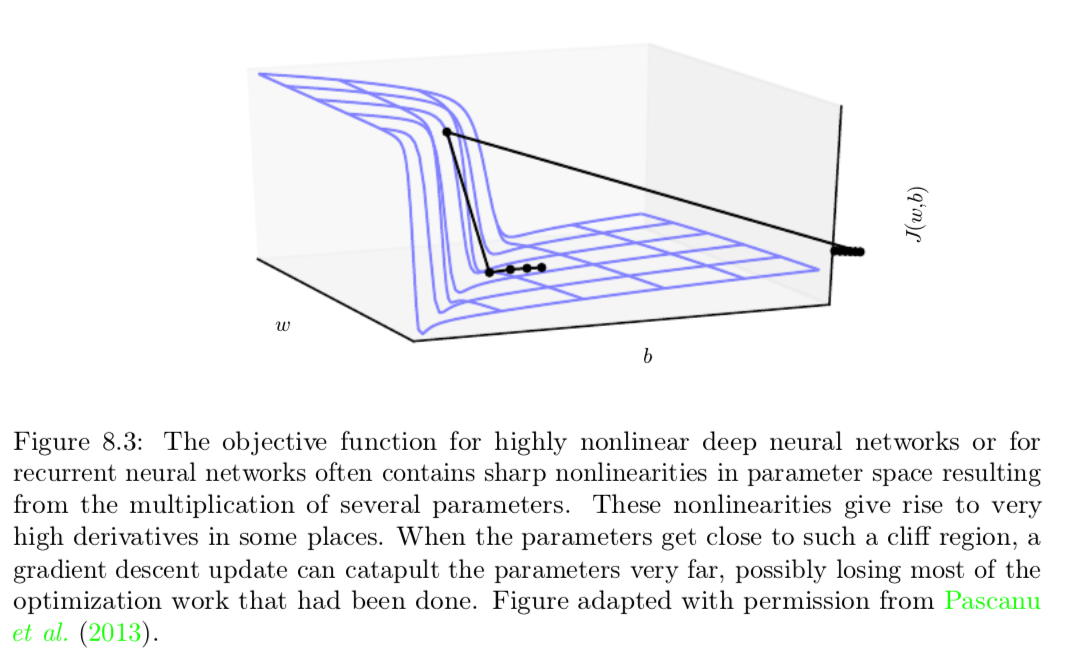 J(w,b)
w
b
Figure 8.3: The objective function for highly nonlinear deep neural networks or for
recurrent neural networks often contains sharp nonlinearities in parameter space resulting
from the multiplication of several parameters. These nonlinearities give rise to very
high derivatives in some places. When the parameters get close to such a cliff region, a
gradient descent update can catapult the parameters very far, possibly losing most of the
optimization work that had been done. Figure adapted with permission from Pascanu
et al. (2013).